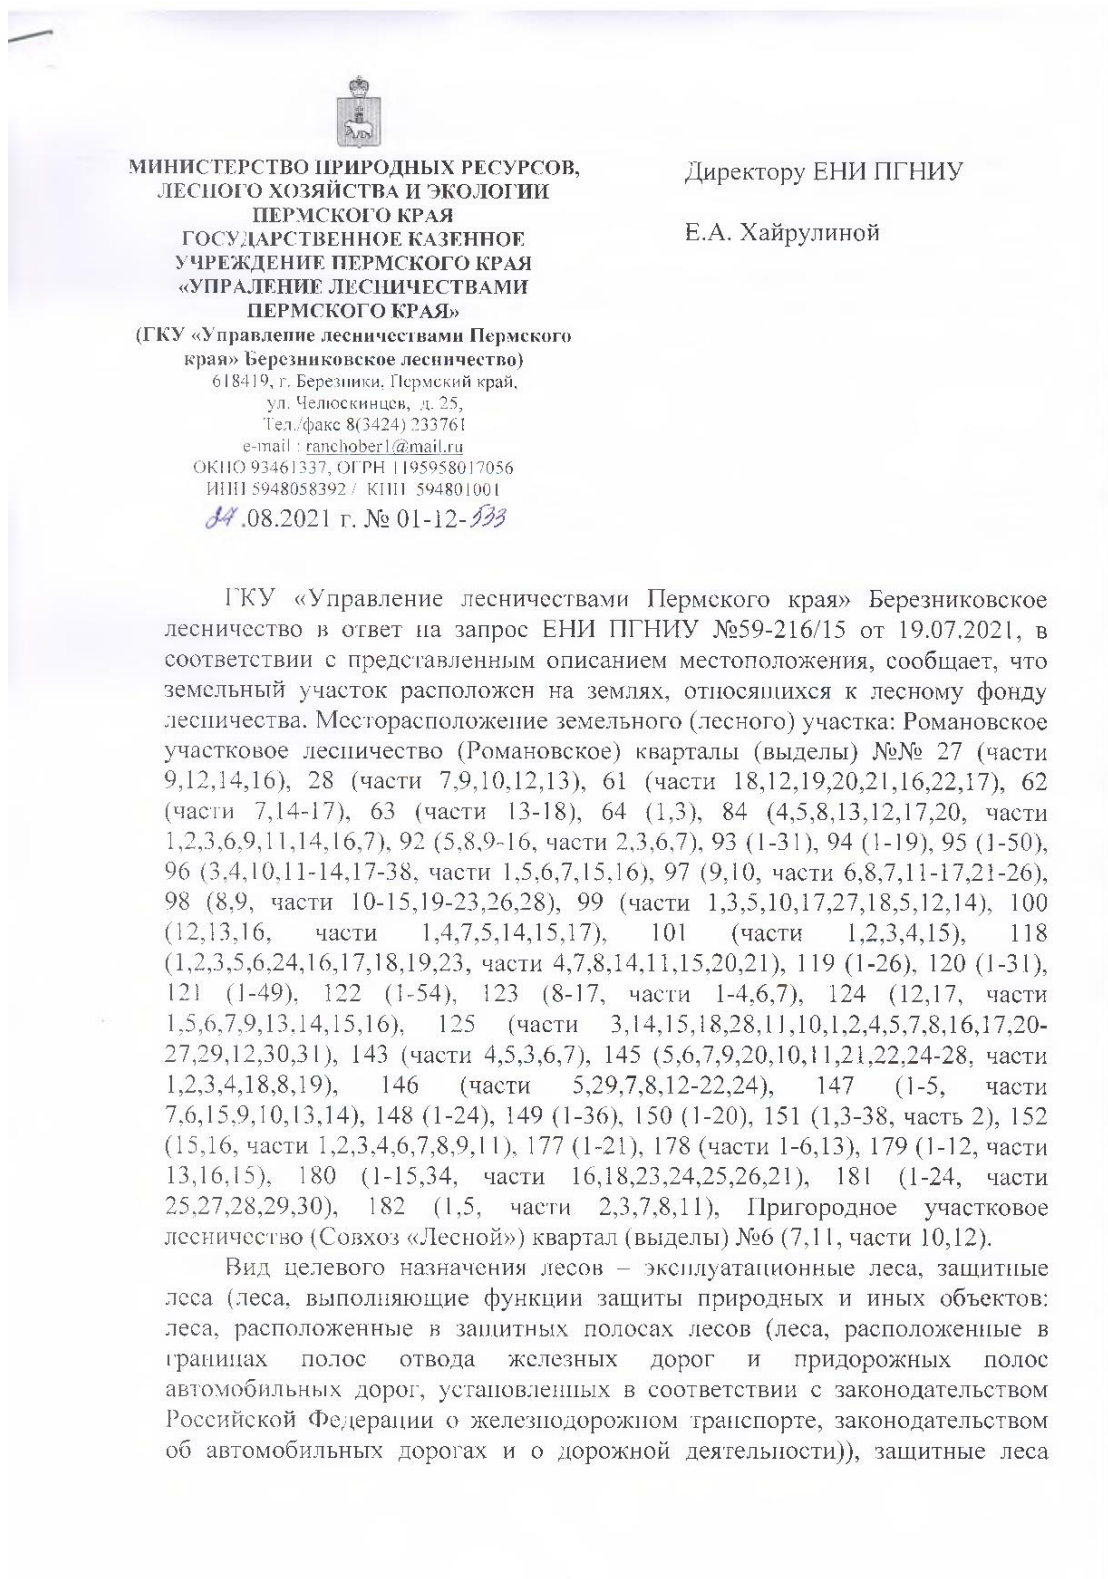 МИНИСТЕРСТВО ПРИРОДНЫХ РЕСУРСОВ,
ЛЕСНОГО ХОЗЯЙСТВА И ЭКОЛОГИИ
ПЕРМСКОГО КРАЯ
ГОСУДАРСТВЕННОЕ КАЗЕННОЕ
УЧРЕЖДЕНИЕ ПЕРМСКОГО КРАЯ
«УПРАЛЕНИЕ ЛЕСНИЧЕСТВАМИ
ПЕРМСКОГО КРАЯ»
(ГКУ «Управление лесничествами Пермского
края» Березниковское лесничество)
618419, г. Березники, Пермский край,
ул. Челюскинцев, д. 25,
Тел./факс 8(3424) 233761
e-mail : ranchober1@mail.ru
ОКПО 93461337, ОГРН 1195958017056
ИНН 5948058392 / КПП 594801001
.08.2021 г. № 01-12-533
Директору ЕНИ ПГНИУ
Е.А. Хайрулиной
ГКУ «Управление лесничествами Пермского края» Березниковское
лесничество в ответ на запрос ЕНИ ПГНИУ №59-216/15 от 19.07.2021, в
соответствии с представленным описанием местоположения, сообщает, что
земельный участок расположен на землях, относящихся к лесному фонду
лесничества. Месторасположение земельного (лесного) участка: Романовское
участковое лесничество (Романовское) кварталы (выделы) №№ 27 (части
9,12,14,16), 28 (части 7,9,10,12,13), 61 (части 18,12,19,20,21,16,22,17), 62
(части 7,14-17), 63 (части 13-18), 64 (1,3), 84 (4,5,8,13,12,17,20, части
1,2,3,6,9,11,14,16,7), 92 (5,8,9-16, части 2,3,6,7), 93 (1-31), 94 (1-19), 95 (1-50),
96 (3,4,10,11-14,17-38, части 1,5,6,7,15,16), 97 (9,10, части 6,8,7,11-17,21-26),
98 (8,9, части 10-15,19-23,26,28), 99 (части 1,3,5,10,17,27,18,5,12,14), 100
(12,13,16, части 1,4,7,5,14,15,17), 101 (части 1,2,3,4,15), 118
(1,2,3,5,6,24,16,17,18,19,23, части 4,7,8,14,11,15,20,21), 119 (1-26), 120 (1-31),
121 (1-49), 122 (1-54), 123 (8-17, части 1-4,6,7), 124 (12,17, части
1,5,6,7,9,13,14,15,16), 125 (части 3,14,15,18,28,11,10,1,2,4,5,7,8,16,17,20-
27,29,12,30,31), 143 (части 4,5,3,6,7), 145 (5,6,7,9,20,10,11,21,22,24-28, части
1,2,3,4,18,8,19), 146 (части 5,29,7,8,12-22,24), 147 (1-5, части
7,6,15,9,10,13,14), 148 (1-24), 149 (1-36), 150 (1-20), 151 (1,3-38, часть 2), 152
(15,16, части 1,2,3,4,6,7,8,9,11), 177 (1-21), 178 (части 1-6,13), 179 (1-12, части
13,16,15), 180 (1-15,34, части 16,18,23,24,25,26,21), 181 (1-24, части
25,27,28,29,30), 182 (1,5, части 2,3,7,8,11), Пригородное участковое
лесничество (Совхоз «Лесной») квартал (выделы) №6 (7,11, части 10,12).
Вид целевого назначения лесов – эксплуатационные леса, защитные
леса (леса, выполняющие функции защиты природных и иных объектов:
леса, расположенные в защитных полосах лесов (леса, расположенные в
границах полос отвода железных дорог и придорожных полос
автомобильных дорог, установленных в соответствии с законодательством
Российской Федерации о железнодорожном транспорте, законодательством
об автомобильных дорогах и о дорожной деятельности)), защитные леса